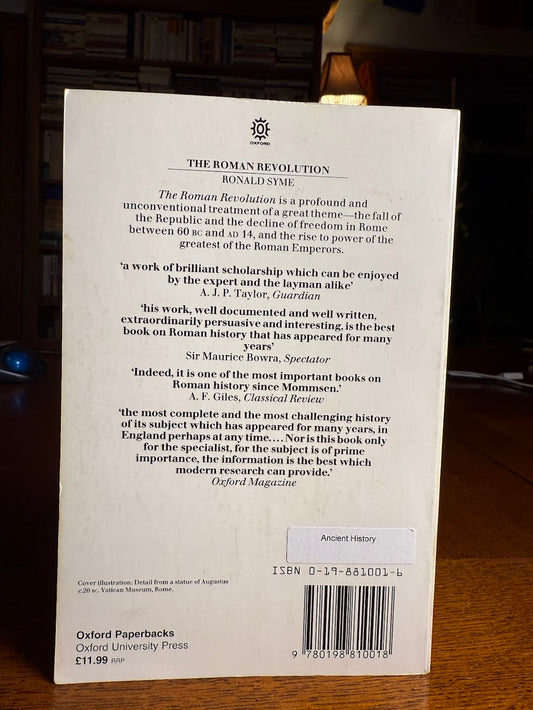 OXFORD
THE ROMAN REVOLUTION
RONALD SYME
The Roman Revolution is a profound and
unconventional treatment of a great theme—the fall of
the Republic and the decline of freedom in Rome
between 60 BC and AD 14, and the rise to power of the
greatest of the Roman Emperors.
'a work of brilliant scholarship which can be enjoyed
by the expert and the layman alike'
A. J. P. Taylor, Guardian
'his work, well documented and well written,
extraordinarily persuasive and interesting, is the best
book on Roman history that has appeared for many
years'
Sir Maurice Bowra, Spectator
'Indeed, it is one of the most important books on
Roman history since Mommsen.'
A. F. Giles, Classical Review
'the most complete and the most challenging history
of its subject which has appeared for many years, in
England perhaps at any time.... Nor is this book only
for the specialist, for the subject is of prime
importance, the information is the best which
modern research can provide.'
Oxford Magazine
Ancient History
ISBN 0-19-881001-6
Cover illustration: Detail from a statue of Augustus
c.20 BC. Vatican Museum, Rome.
Oxford Paperbacks
Oxford University Press
£11.99 RRP
9 780198 810018